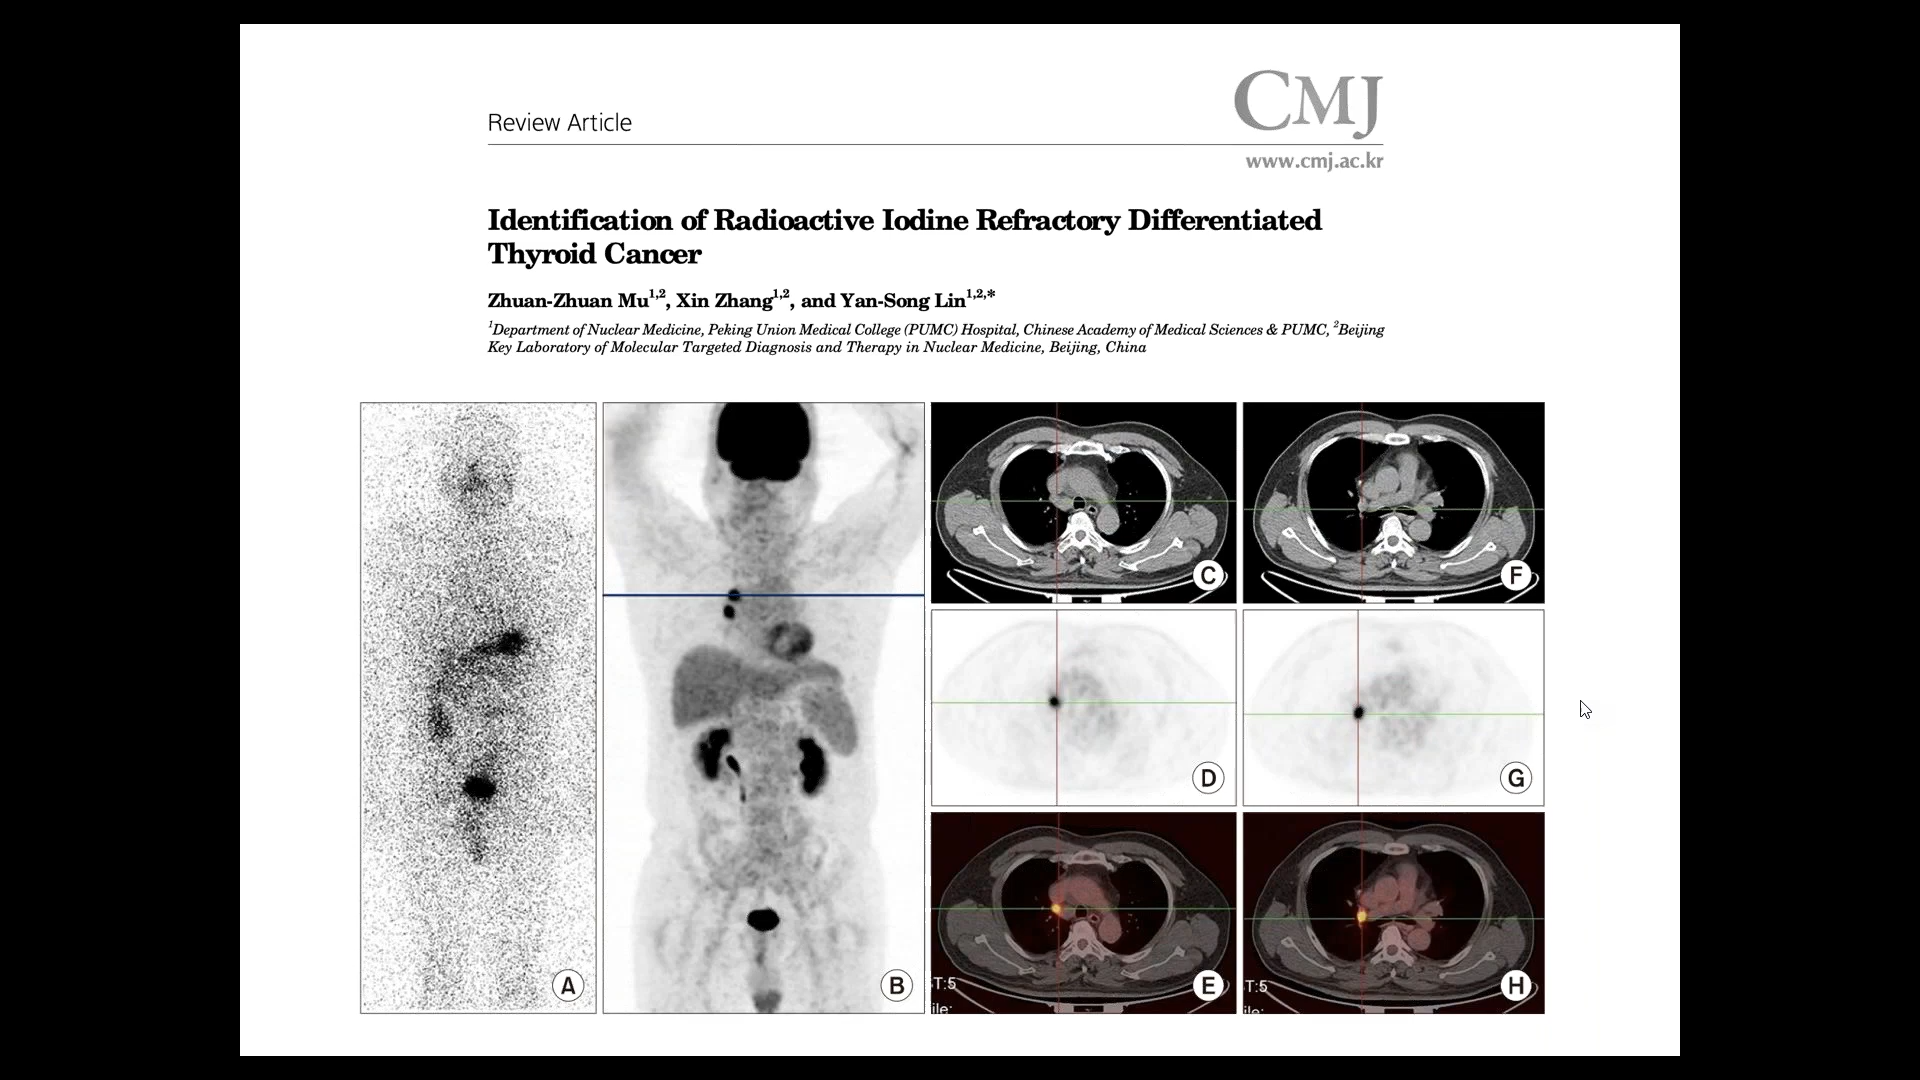 CMJ
Review Article
www.cmj.ac.kr
Identification of Radioactive Iodine Refractory Differentiated
Thyroid Cancer
Zhuan-Zhuan Mu1,2, Xin Zhang1,2, and Yan-Song Lin1,2,*
1Department of Nuclear Medicine, Peking Union Medical College (PUMC) Hospital, Chinese Academy of Medical Sciences & PUMC, 2Beijing
Key Laboratory of Molecular Targeted Diagnosis and Therapy in Nuclear Medicine, Beijing, China
C
F
D
G
T:5
ile:
E
T:5
ile:
H
A
B